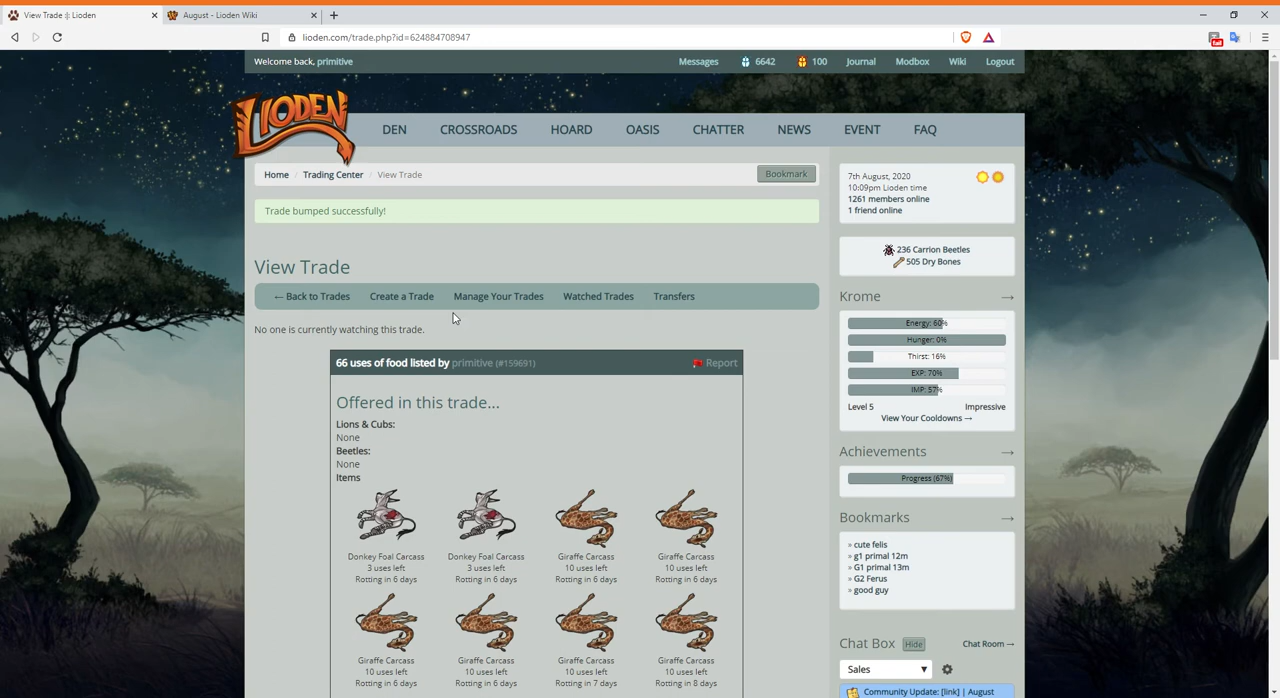 View Trade :: Lioden
August - Lioden Wiki
lioden.com/trade.php?id=624884708947
Welcome back, primitive
Messages
6642
100
Journal
Modbox
Wiki
Logout
LIODEN
DEN
CROSSROADS
HOARD
OASIS
CHATTER
NEWS
EVENT
FAQ
Home / Trading Center / View Trade
Bookmark
Trade bumped successfully!
View Trade
← Back to Trades
Create a Trade
Manage Your Trades
Watched Trades
Transfers
No one is currently watching this trade.
66 uses of food listed by primitive (#159691)
Report
Offered in this trade...
Lions & Cubs:
None
Beetles:
None
Items
Donkey Foal Carcass
3 uses left
Rotting in 6 days
Donkey Foal Carcass
3 uses left
Rotting in 6 days
Giraffe Carcass
10 uses left
Rotting in 6 days
Giraffe Carcass
10 uses left
Rotting in 6 days
Giraffe Carcass
10 uses left
Rotting in 6 days
Giraffe Carcass
10 uses left
Rotting in 6 days
Giraffe Carcass
10 uses left
Rotting in 7 days
Giraffe Carcass
10 uses left
Rotting in 8 days
7th August, 2020
10:09pm Lioden time
1261 members online
1 friend online
236 Carrion Beetles
505 Dry Bones
Krome →
Energy: 60%
Hunger: 0%
Thirst: 16%
EXP: 70%
IMP: 57%
Level 5
Impressive
View Your Cooldowns →
Achievements →
Progress (67%)
Bookmarks →
» cute felis
» g1 primal 12m
» G1 primal 13m
» G2 Ferus
» good guy
Chat Box
Hide
Chat Room →
Sales
Community Update: [link] | August